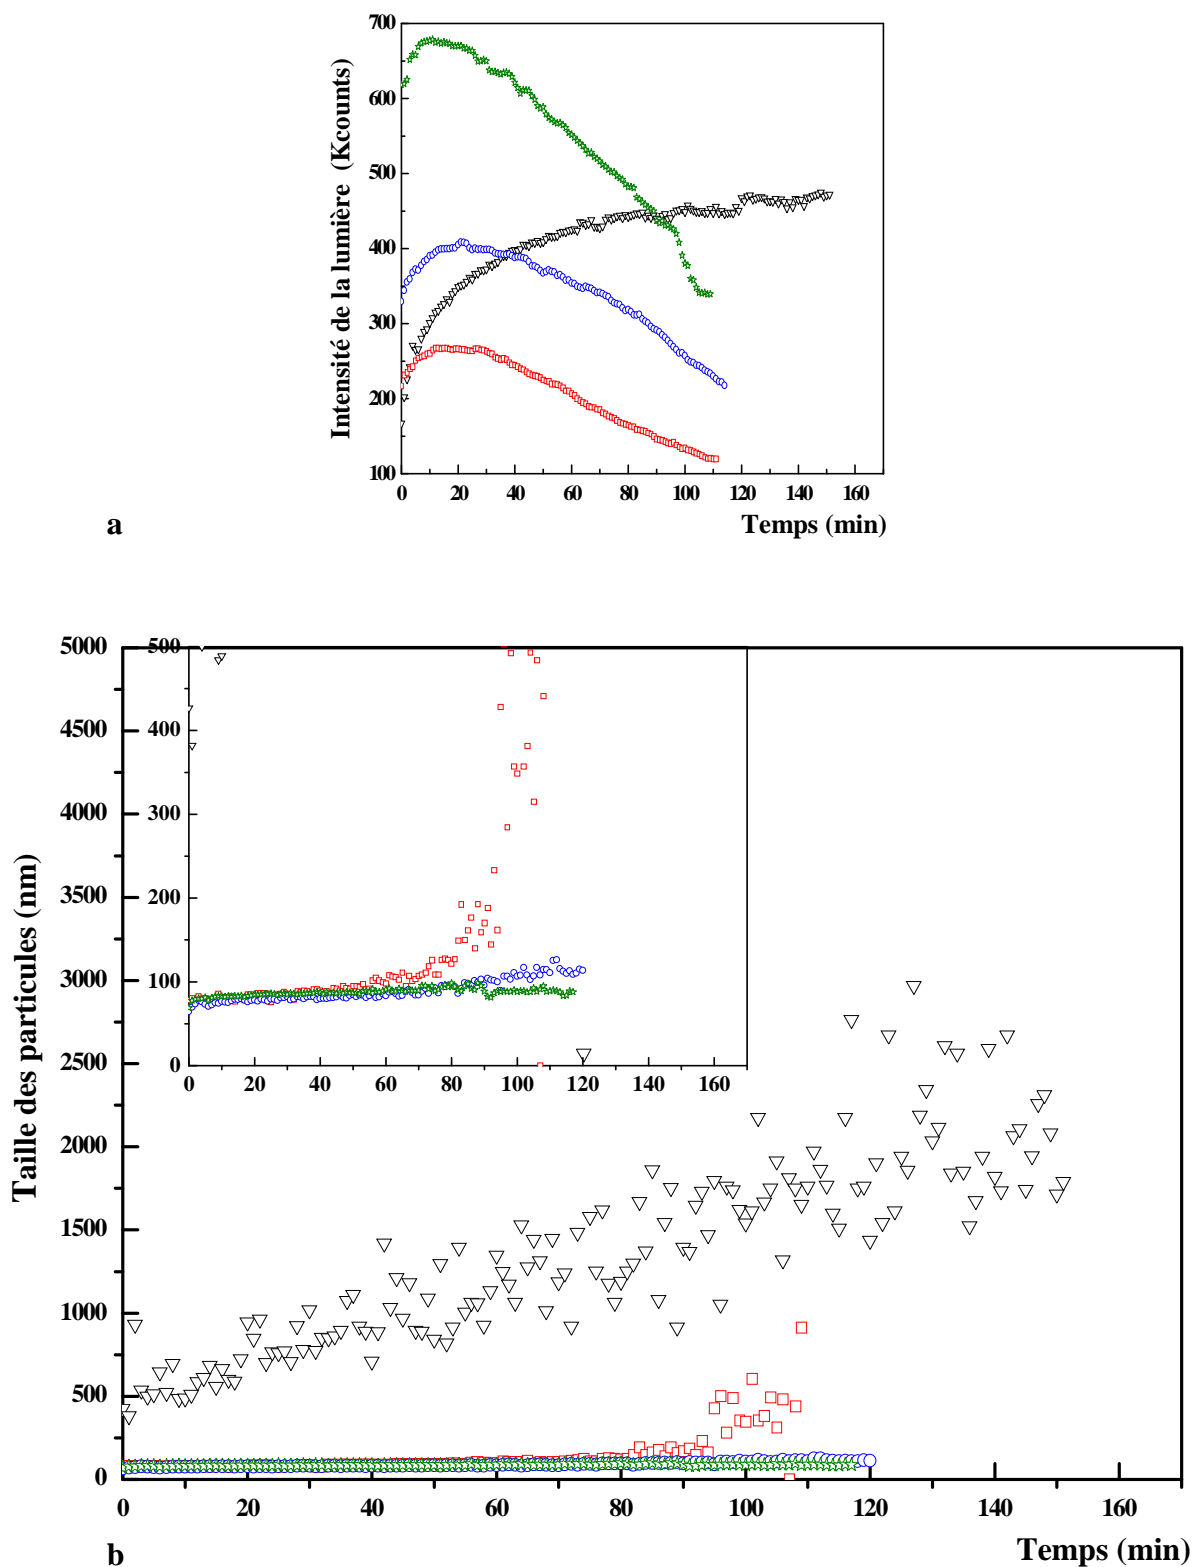 700
600
500
400
300
200
100
Intensité de la lumière (Kcounts)
0 20 40 60 80 100 120 140 160
Temps (min)
a
5000
4500
4000
3500
3000
2500
2000
1500
1000
500
0
Taille des particules (nm)
500
400
300
200
100
0
0 20 40 60 80 100 120 140 160
0 20 40 60 80 100 120 140 160
Temps (min)
b